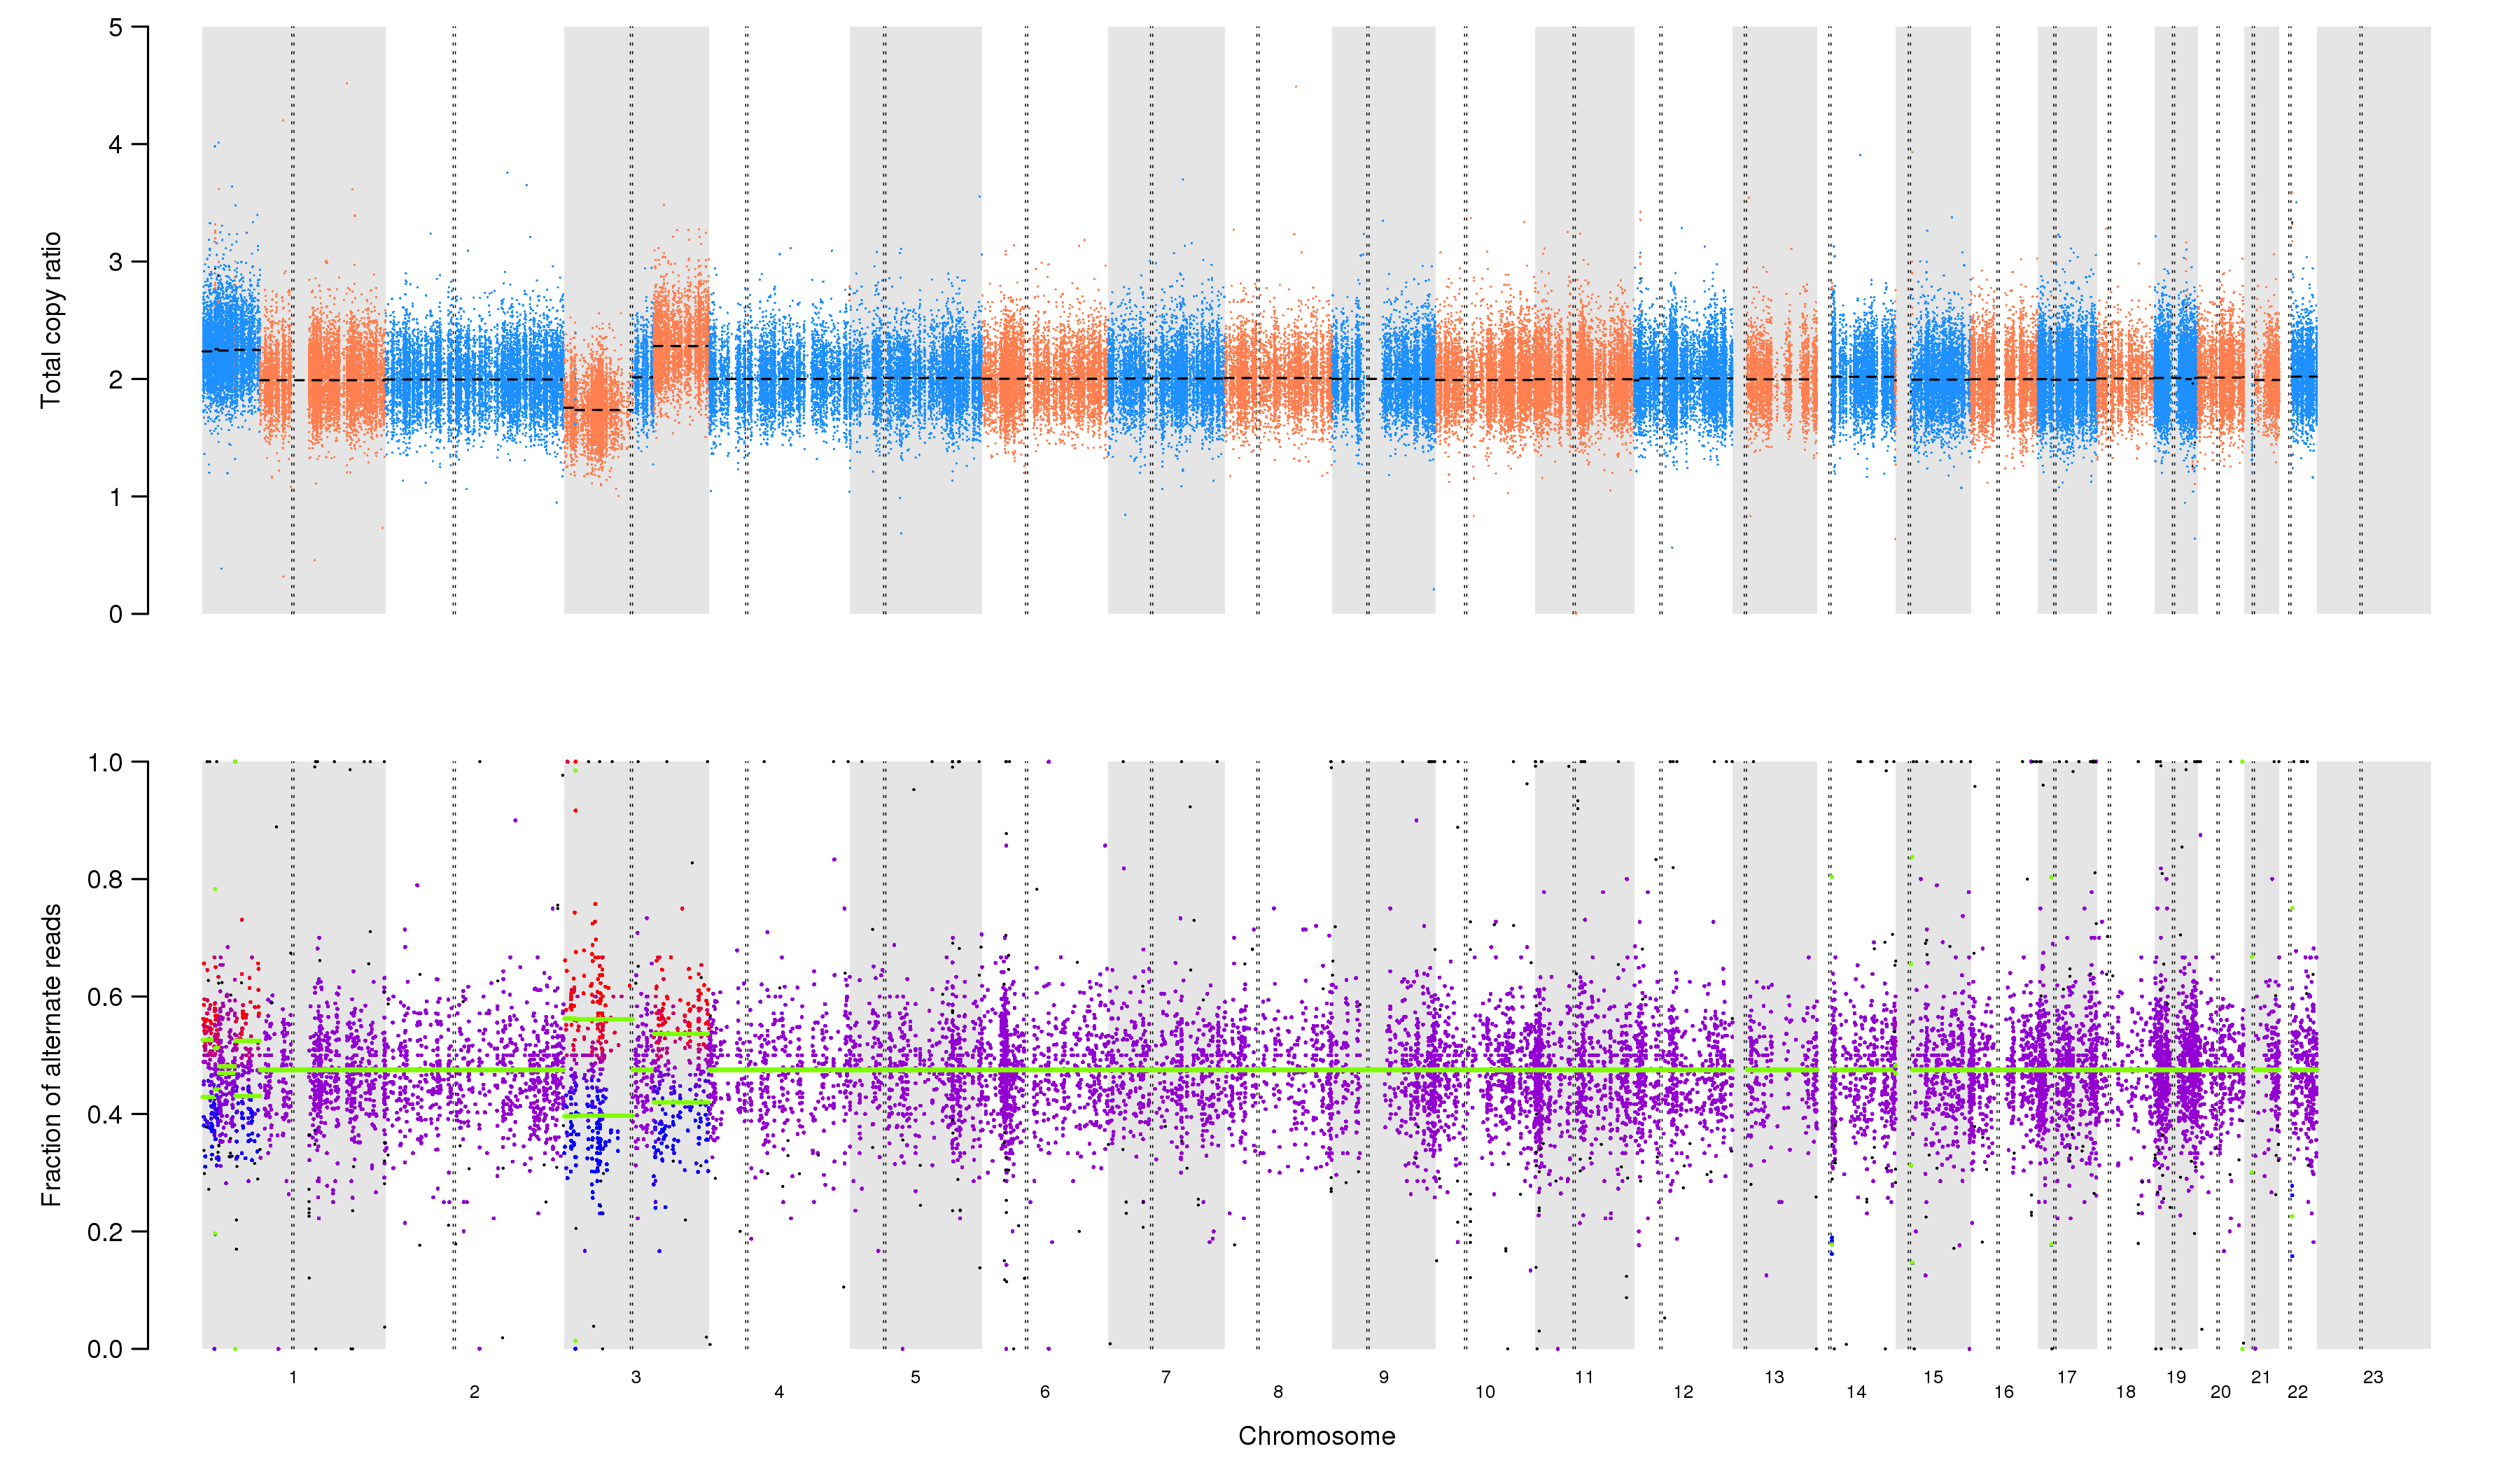 5
4
3
2
1
0
Total copy ratio
1.0
0.8
0.6
0.4
0.2
0.0
Fraction of alternate reads
1 3 5 7 9 11 13 15 17 19 21 23
2 4 6 8 10 12 14 16 18 20 22
Chromosome